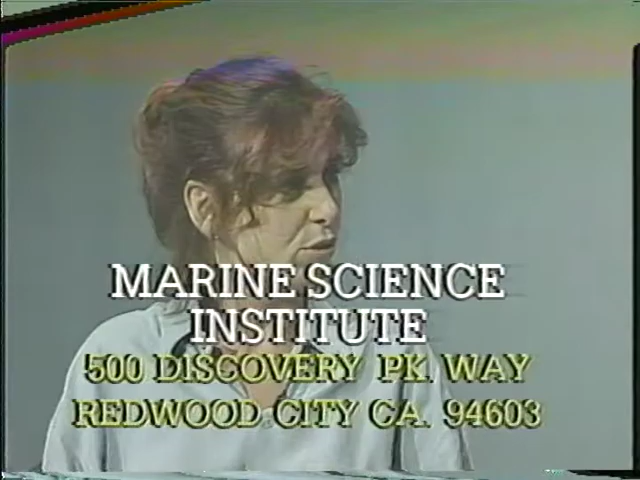 MARINE SCIENCE
INSTITUTE
500 DISCOVERY PK. WAY
REDWOOD CITY CA. 94603